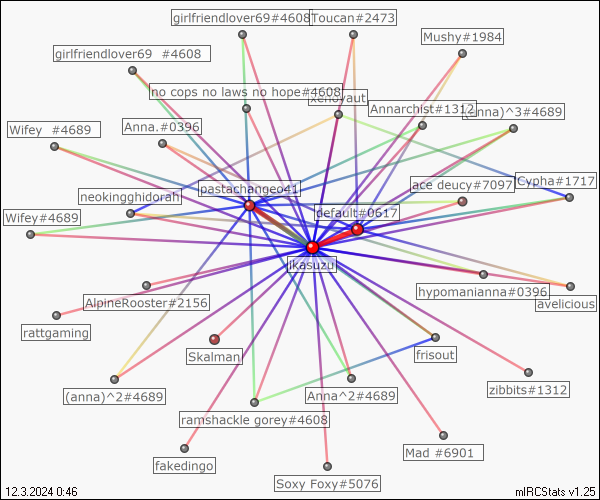 girlfriendlover69#4608
Toucan#2473
Mushy#1984
girlfriendlover69 #4608
no cops no laws no hope#4608
xenovaut
Annarchist#1312
(anna)^3#4689
Wifey #4689
Anna.#0396
pastachangeo41
ace deucy#7097
Cypha#1717
neokingghidorah
default#0617
Wifey#4689
ikasuzu
hypomanianna#0396
avelicious
AlpineRooster#2156
rattgaming
Skalman
frisout
zibbits#1312
(anna)^2#4689
Anna^2#4689
ramshackle gorey#4608
Mad #6901
fakedingo
Soxy Foxy#5076
12.3.2024 0:46
mIRCStats v1.25